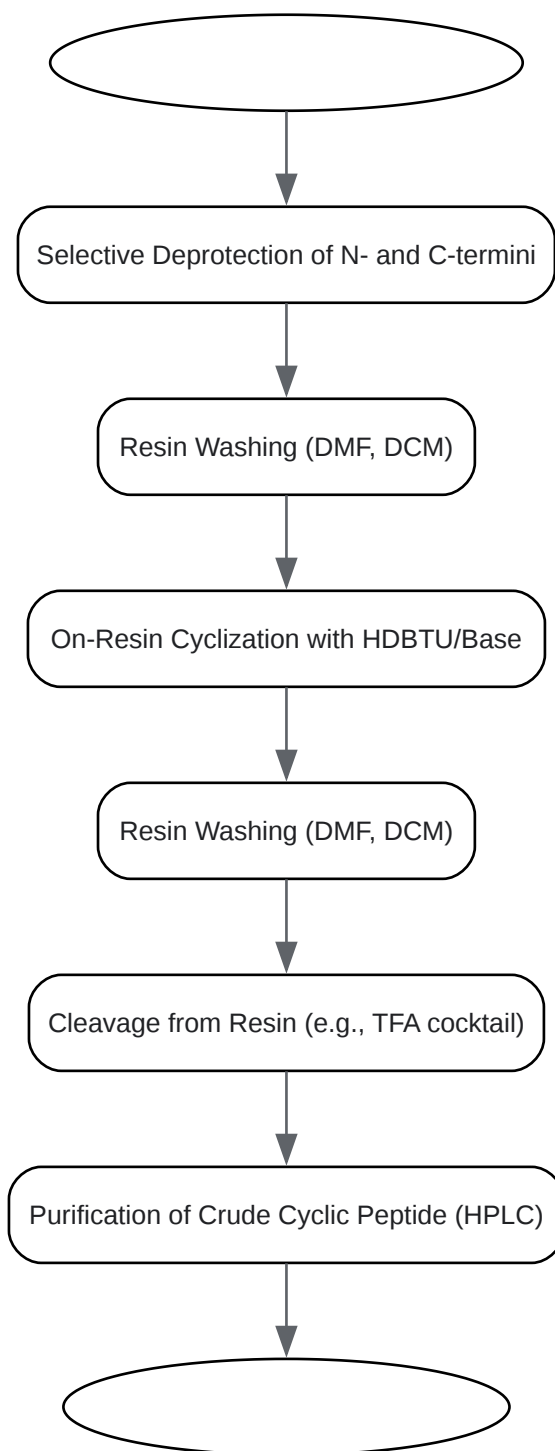 Selective Deprotection of N- and C-termini
Resin Washing (DMF, DCM)
On-Resin Cyclization with HDBTU/Base
Resin Washing (DMF, DCM)
Cleavage from Resin (e.g., TFA cocktail)
Purification of Crude Cyclic Peptide (HPLC)